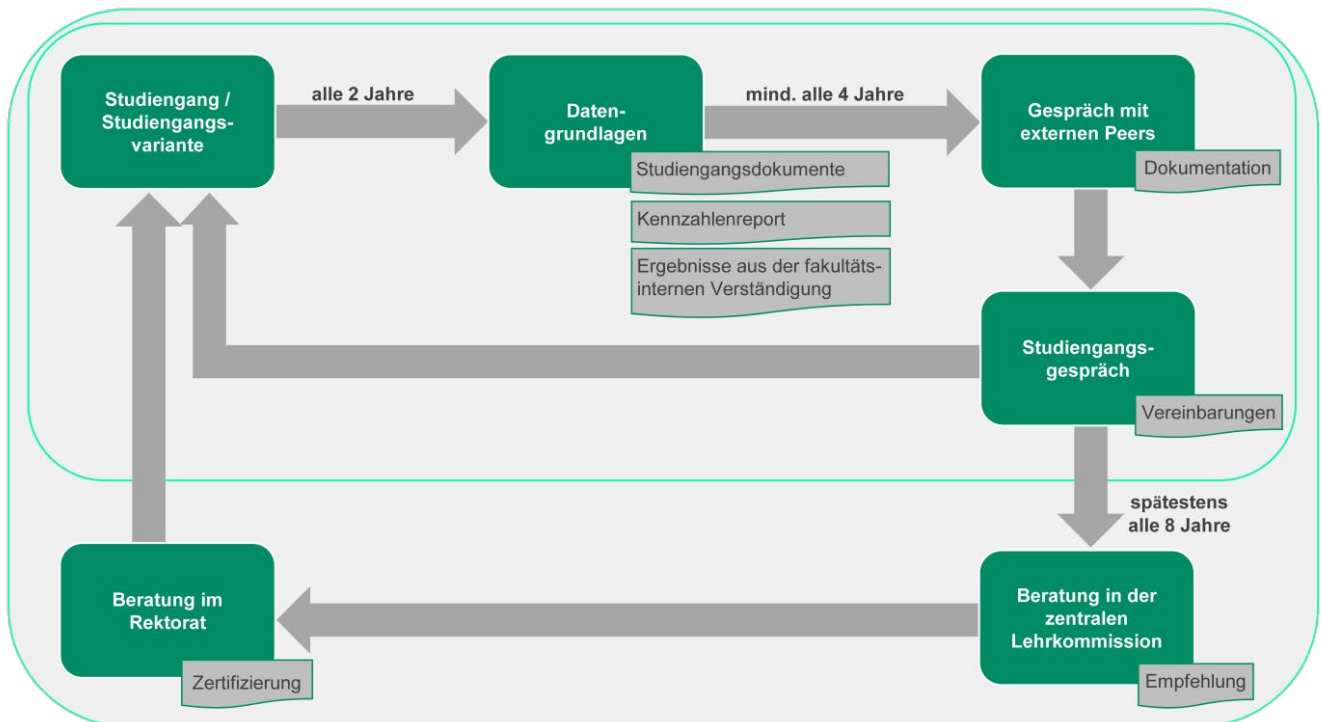 Studiengang /
Studiengangs-
variante
alle 2 Jahre
Daten-
grundlagen
Studiengangsdokumente
Kennzahlenreport
Ergebnisse aus der fakultäts-
internen Verständigung
mind. alle 4 Jahre
Gespräch mit
externen Peers
Dokumentation
Studiengangs-
gespräch
Vereinbarungen
spätestens
alle 8 Jahre
Beratung in der
zentralen
Lehrkommission
Empfehlung
Beratung im
Rektorat
Zertifizierung